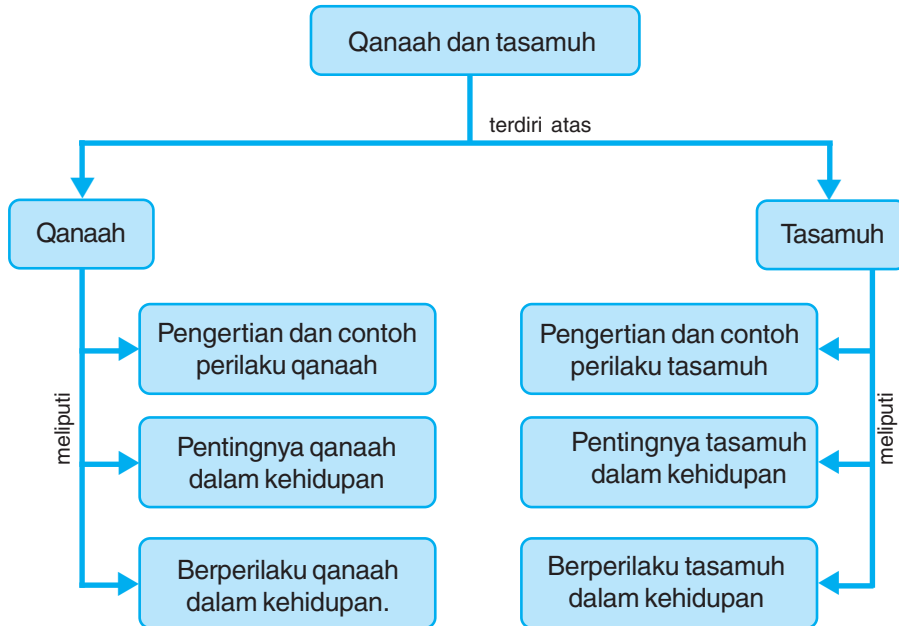 Qanaah dan tasamuh
terdiri atas
Qanaah
Tasamuh
meliputi
Pengertian dan contoh
perilaku qanaah
Pentingnya qanaah
dalam kehidupan
Berperilaku qanaah
dalam kehidupan.
Pengertian dan contoh
perilaku tasamuh
Pentingnya tasamuh
dalam kehidupan
Berperilaku tasamuh
dalam kehidupan
meliputi